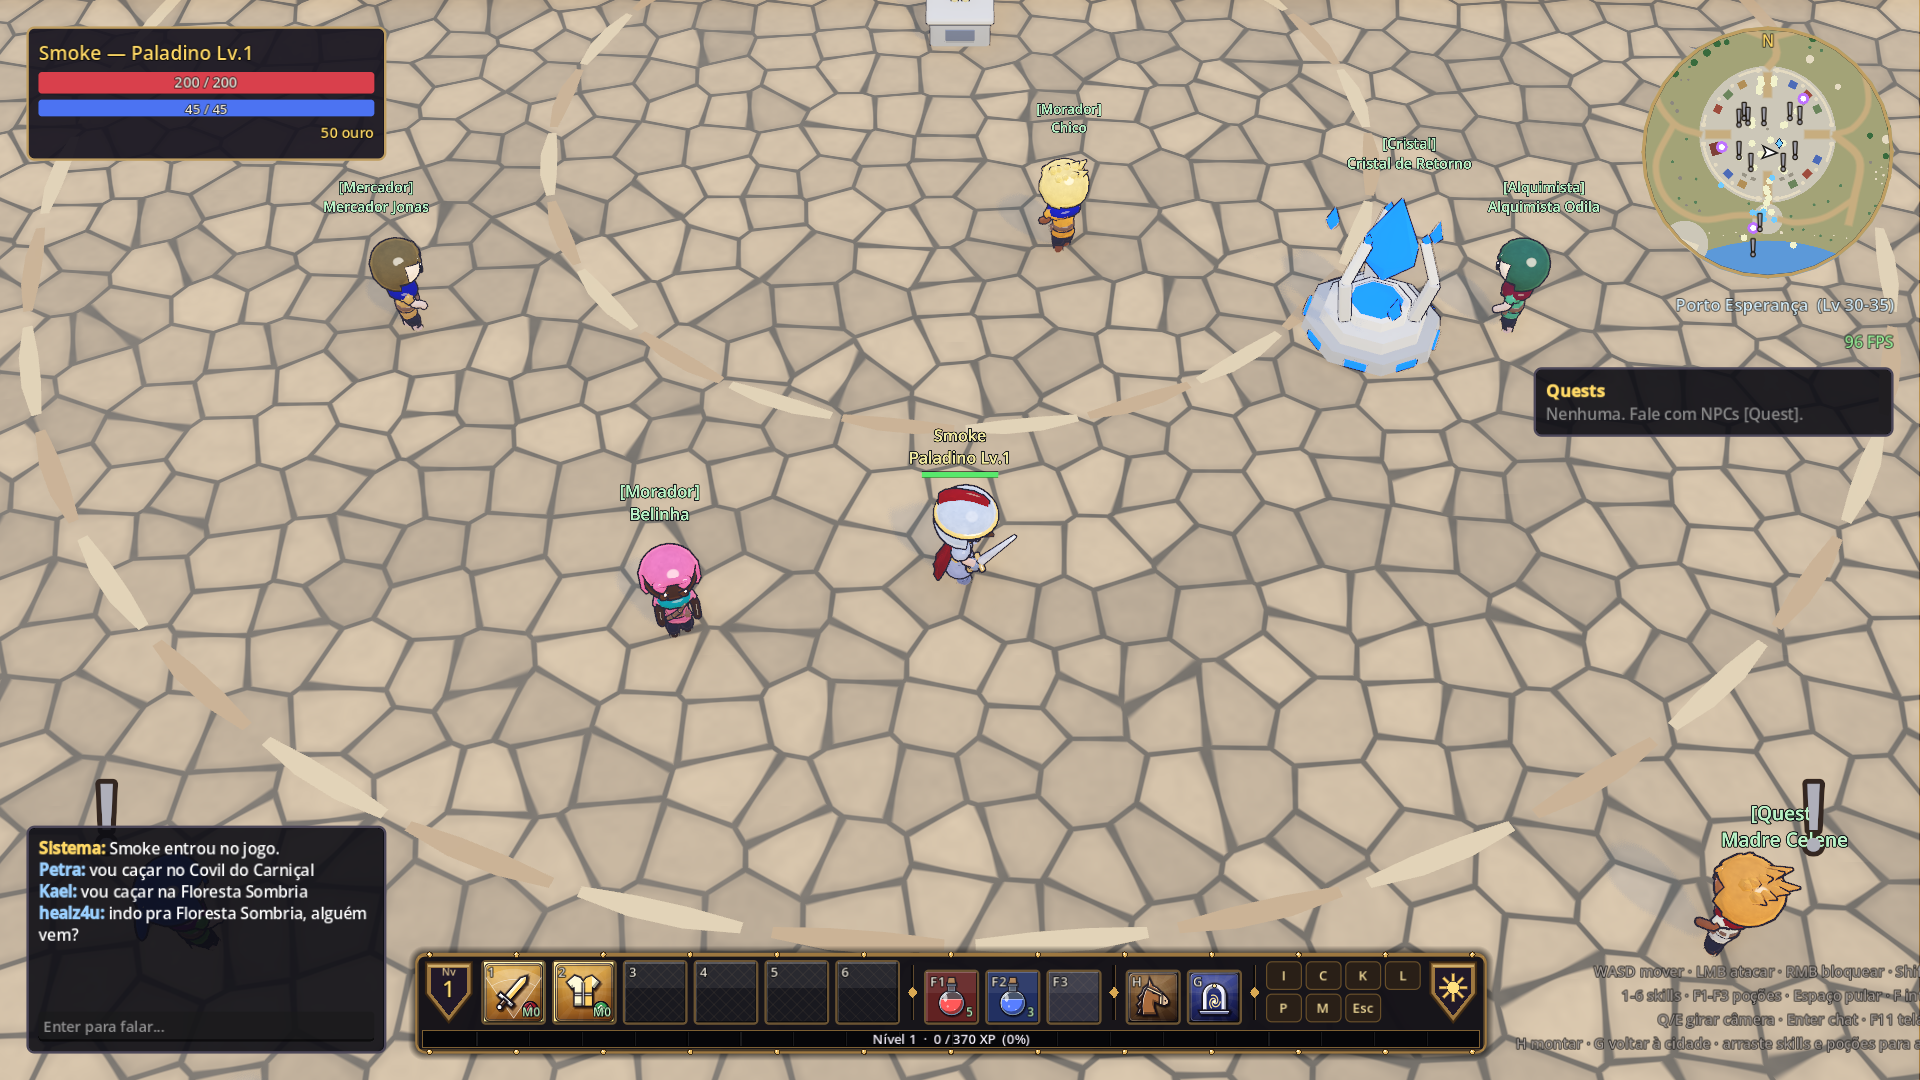 Smoke — Paladino Lv.1
200 / 200
45 / 45
50 ouro
[Mercador]
Mercador Jonas
[Morador]
Chico
[Cristal]
Cristal de Retorno
[Alquimista]
Alquimista Odila
N
Porto Esperança (Lv 30-35)
96 FPS
Quests
Nenhuma. Fale com NPCs [Quest].
Smoke
Paladino Lv.1
[Morador]
Belinha
[Quest
Madre Celene
Sistema: Smoke entrou no jogo.
Petra: vou caçar no Covil do Carniçal
Kael: vou caçar na Floresta Sombria
healz4u: indo pra Floresta Sombria, alguém
vem?
Enter para falar...
Nv
1
1
M0
2
M0
3
4
5
6
F1
5
F2
3
F3
H
G
I
C
K
L
P
M
Esc
Nível 1 · 0 / 370 XP (0%)
WASD mover · LMB atacar · RMB bloquear · Shi
1-6 skills · F1-F3 poções · Espaço pular · F in
Q/E girar câmera · Enter chat · F11 tel
H montar · G voltar à cidade · arraste skills e poções para a